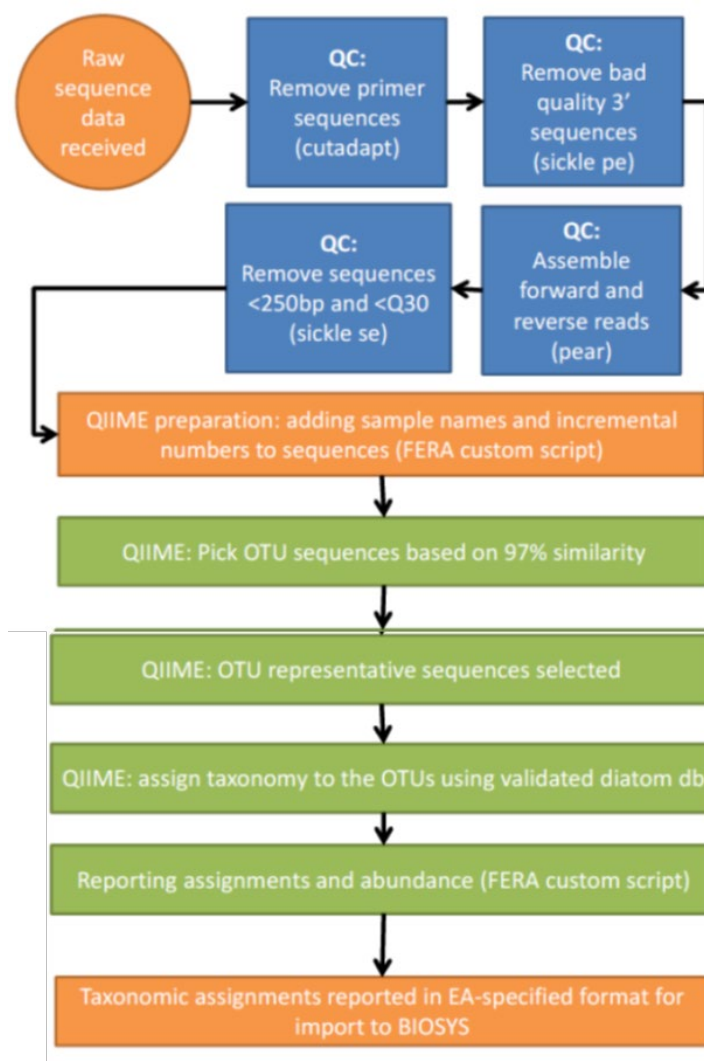 Raw
sequence
data
received
QC:
Remove primer
sequences
(cutadapt)
QC:
Remove bad
quality 3’
sequences
(sickle pe)
QC:
Assemble
forward and
reverse reads
(pear)
QC:
Remove sequences
<250bp and <Q30
(sickle se)
QIIME preparation: adding sample names and incremental
numbers to sequences (FERA custom script)
QIIME: Pick OTU sequences based on 97% similarity
QIIME: OTU representative sequences selected
QIIME: assign taxonomy to the OTUs using validated diatom db
Reporting assignments and abundance (FERA custom script)
Taxonomic assignments reported in EA-specified format for
import to BIOSYS